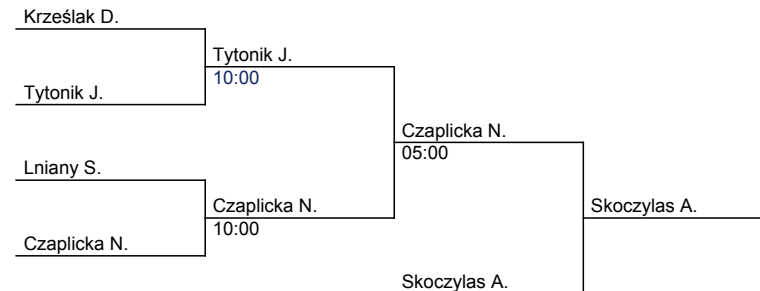 Krześlak D.
Tytonik J.
10:00
Tytonik J.
Czaplicka N.
05:00
Lniany S.
Czaplicka N.
10:00
Skoczylas A.
Czaplicka N.
Skoczylas A.